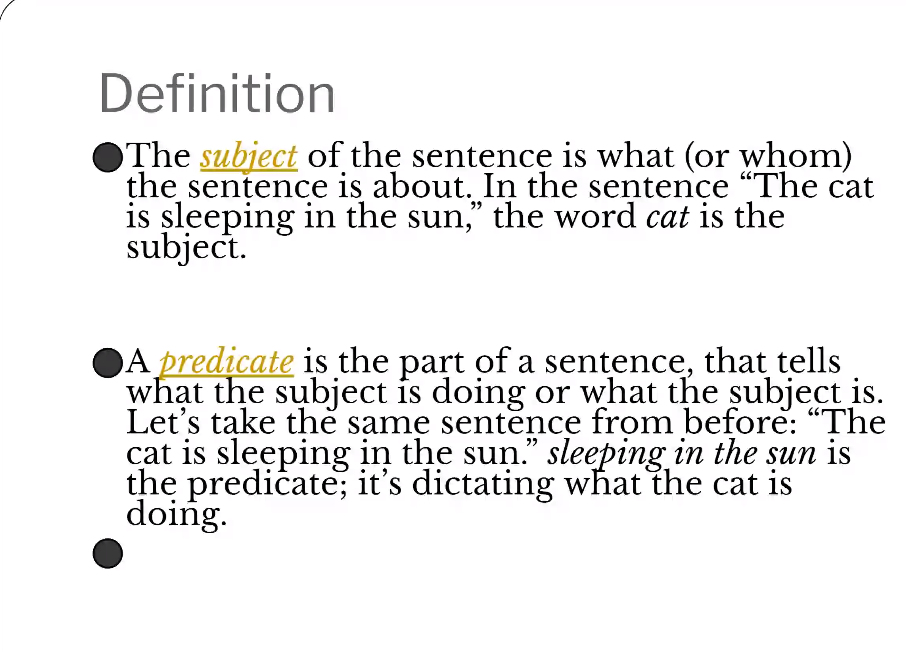 Definition
The subject of the sentence is what (or whom)
the sentence is about. In the sentence “The cat
is sleeping in the sun,” the word cat is the
subject.
A predicate is the part of a sentence, that tells
what the subject is doing or what the subject is.
Let’s take the same sentence from before: “The
cat is sleeping in the sun.” sleeping in the sun is
the predicate; it’s dictating what the cat is
doing.